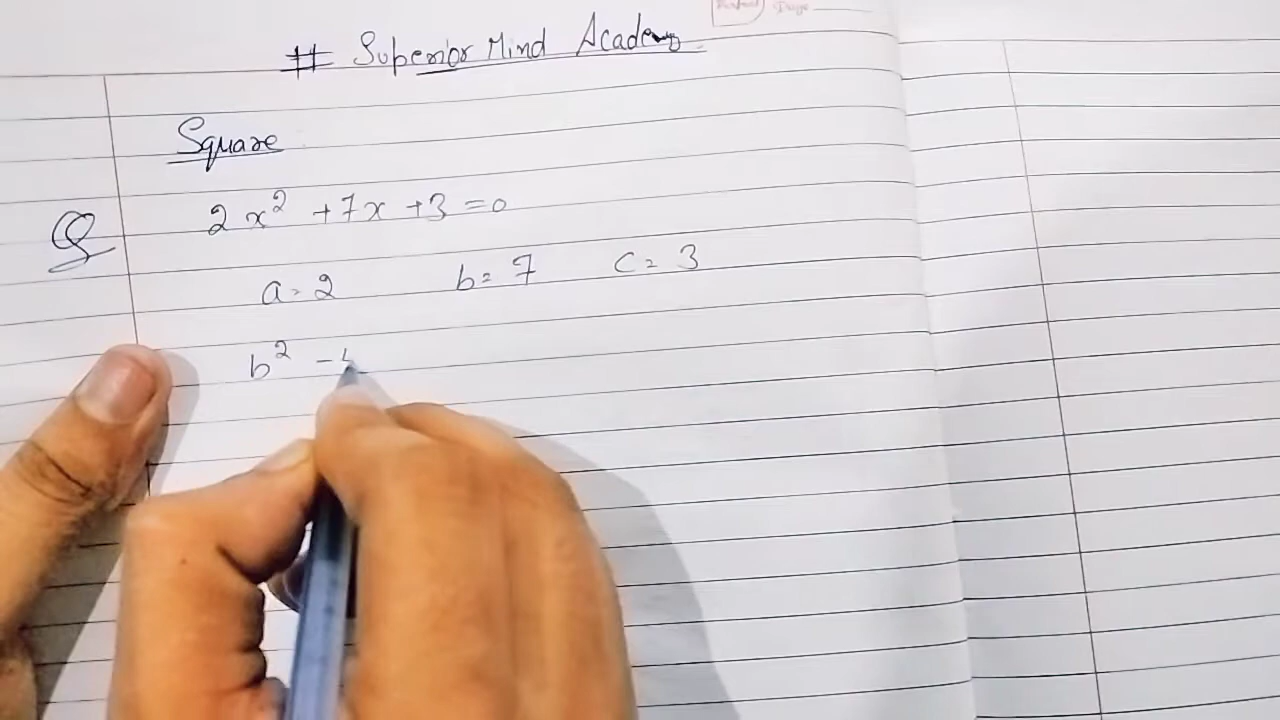 # Superior Mind Academy
Square
Q 2x² + 7x + 3 = 0
a = 2 b = 7 c = 3
b² - 4